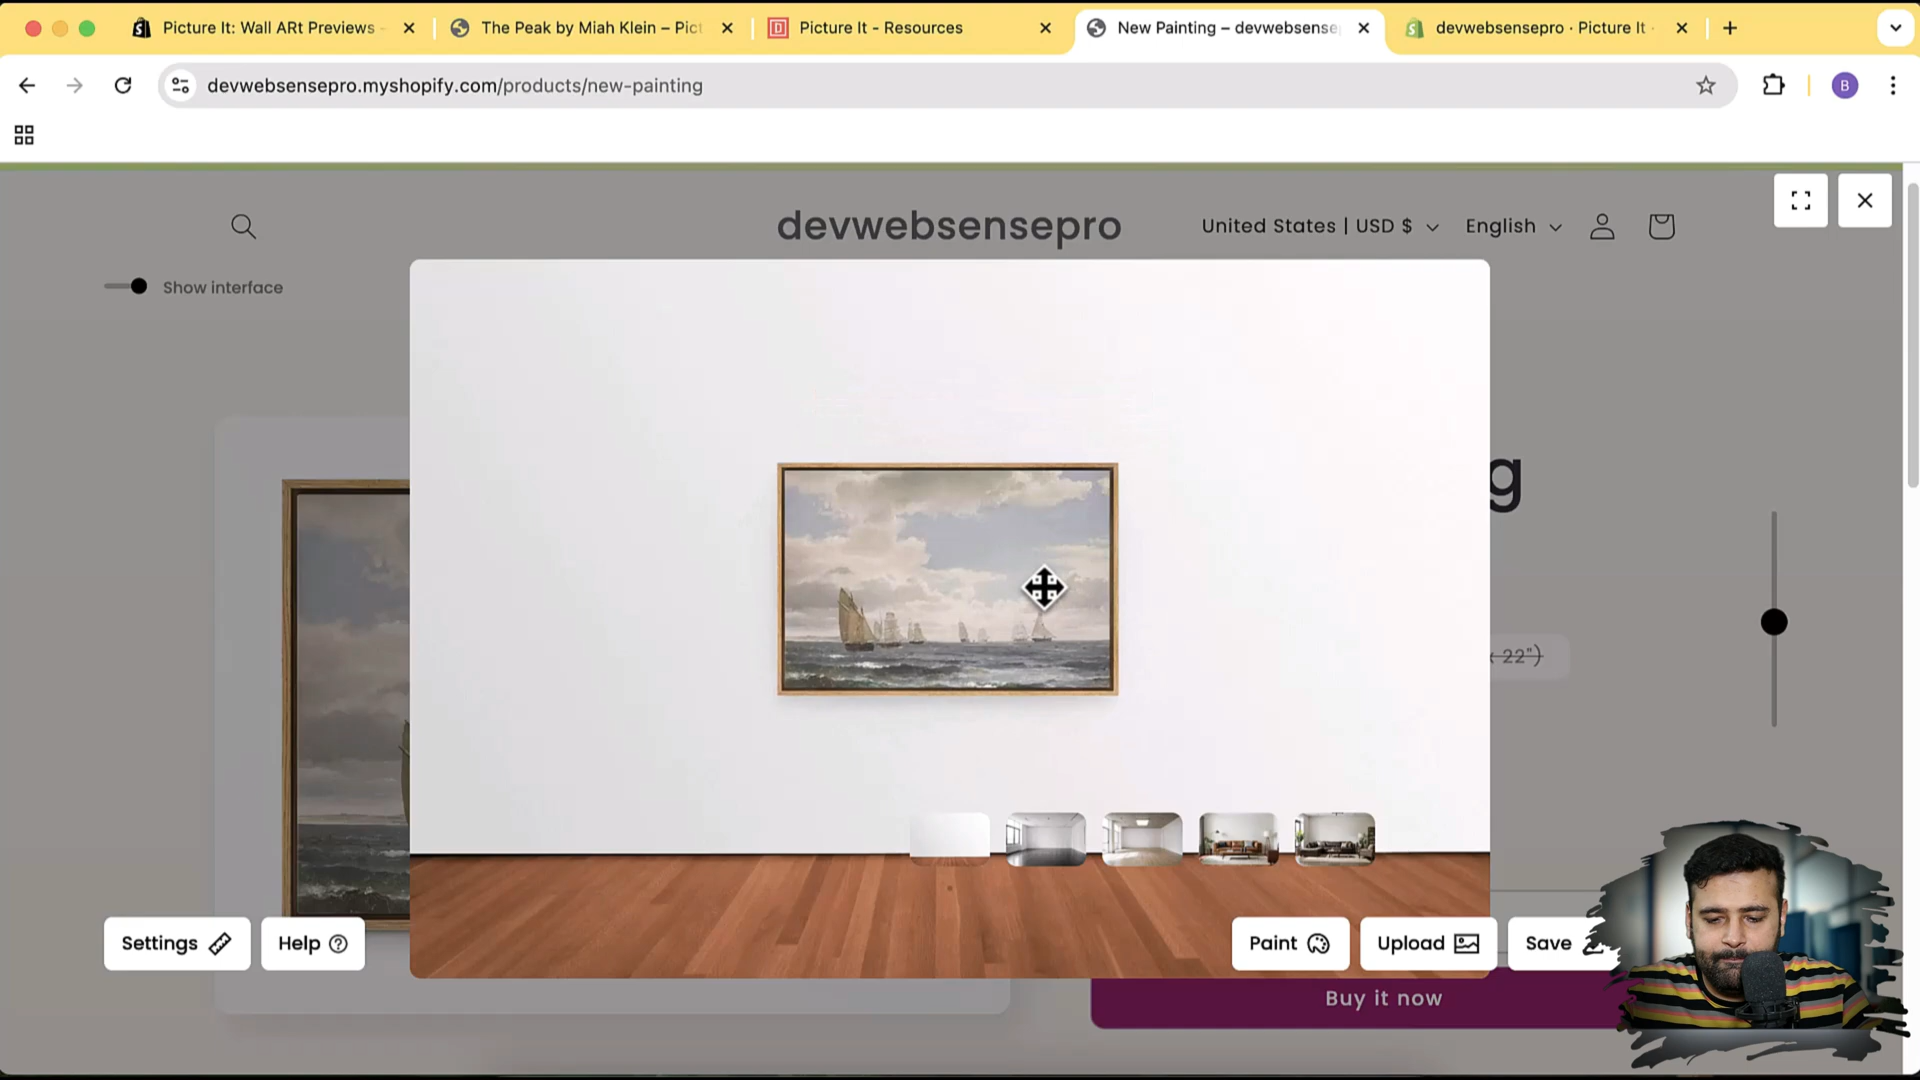 Picture It: Wall ARt Previews
The Peak by Miah Klein – Pict
Picture It - Resources
New Painting – devwebsense
devwebsensepro · Picture It ·
devwebsensepro.myshopify.com/products/new-painting
B
devwebsensepro
United States | USD $
English
Show interface
g
x 22")
Settings
Help
Paint
Upload
Save
Buy it now